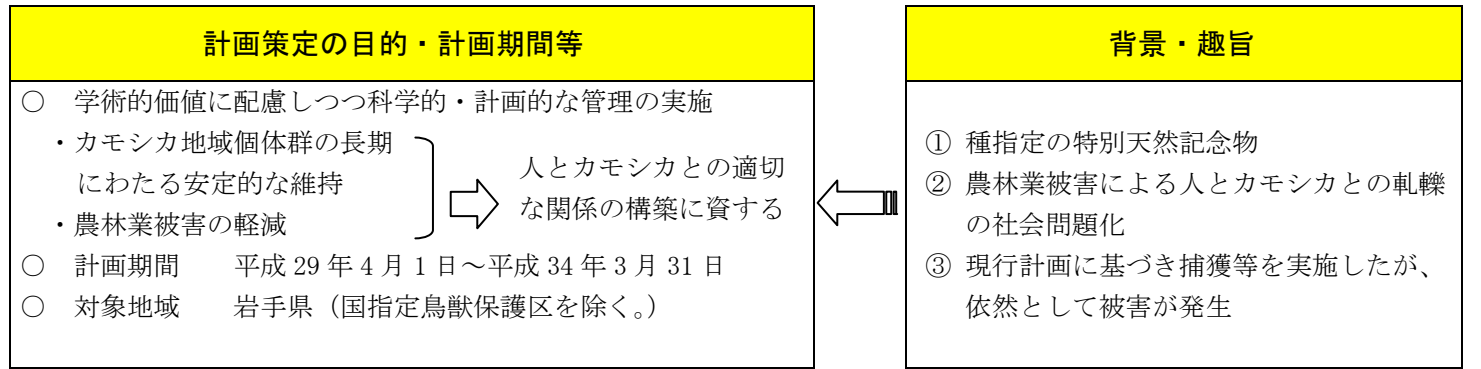 計画策定の目的・計画期間等
○ 学術的価値に配慮しつつ科学的・計画的な管理の実施
・カモシカ地域個体群の長期
にわたる安定的な維持
・農林業被害の軽減
人とカモシカとの適切
な関係の構築に資する
○ 計画期間 平成 29 年 4 月 1 日～平成 34 年 3 月 31 日
○ 対象地域 岩手県（国指定鳥獣保護区を除く。）
背景・趣旨
① 種指定の特別天然記念物
② 農林業被害による人とカモシカとの軋轢
の社会問題化
③ 現行計画に基づき捕獲等を実施したが、
依然として被害が発生